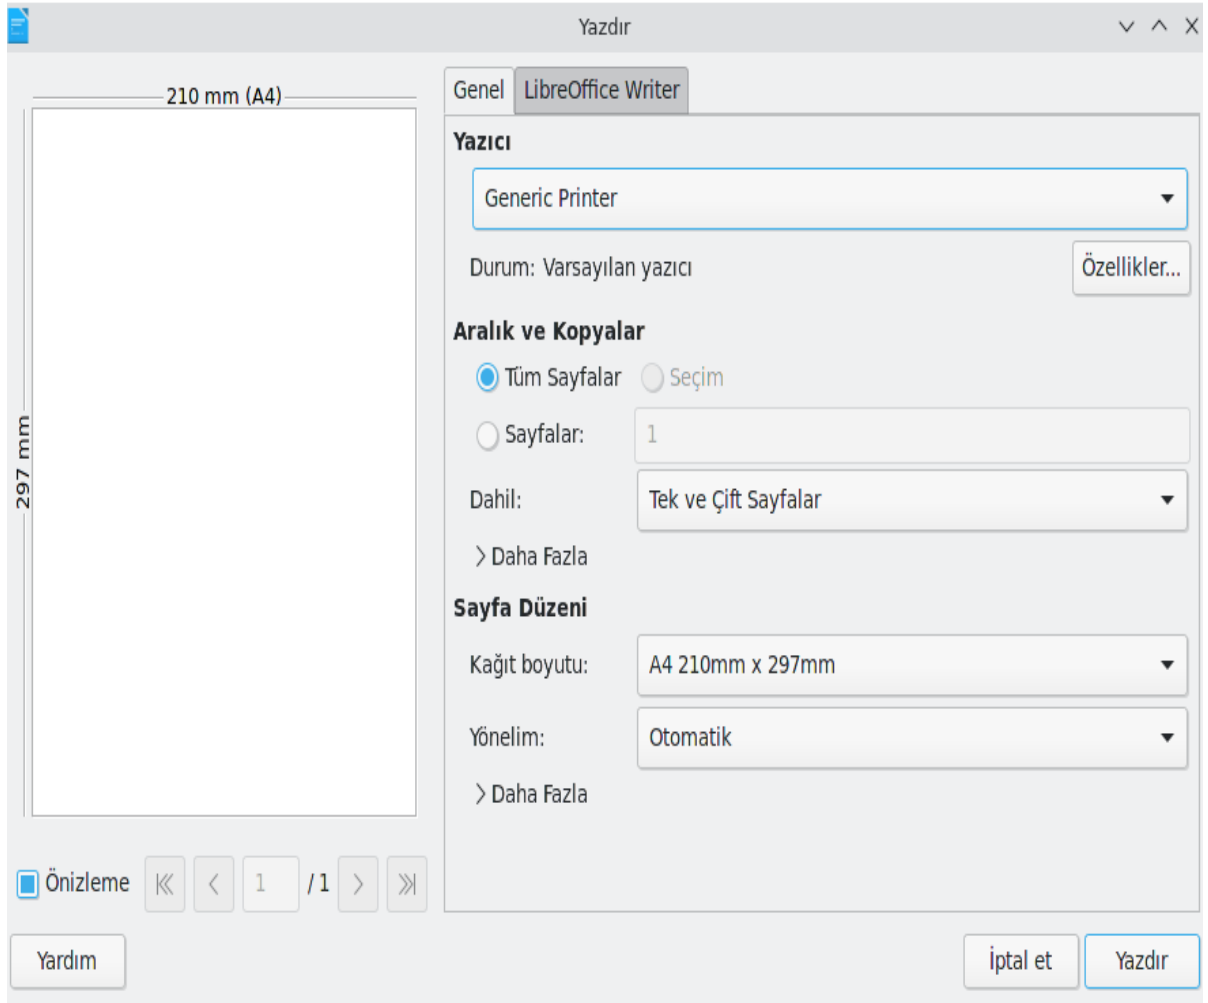 Yazdır
210 mm (A4)
297 mm
Önizleme
1
/ 1
Genel
LibreOffice Writer
Yazıcı
Generic Printer
Durum: Varsayılan yazıcı
Özellikler...
Aralık ve Kopyalar
Tüm Sayfalar
Seçim
Sayfalar:
1
Dahil:
Tek ve Çift Sayfalar
Daha Fazla
Sayfa Düzeni
Kağıt boyutu:
A4 210mm x 297mm
Yönelim:
Otomatik
Daha Fazla
Yardım
İptal et
Yazdır